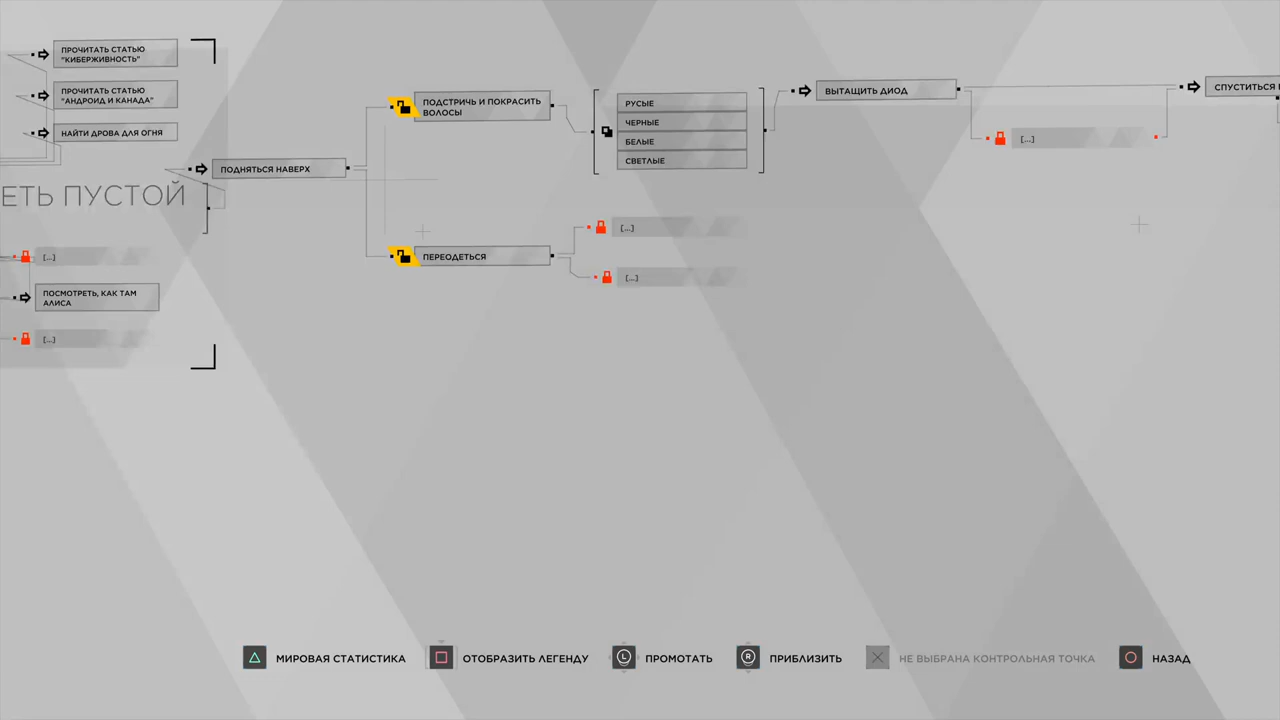 ПРОЧИТАТЬ СТАТЬЮ
"КИБЕРЖИВНОСТЬ"
ПРОЧИТАТЬ СТАТЬЮ
"АНДРОИД И КАНАДА"
НАЙТИ ДРОВА ДЛЯ ОГНЯ
ЕТЬ ПУСТОЙ
[...]
ПОСМОТРЕТЬ, КАК ТАМ
АЛИСА
[...]
ПОДНЯТЬСЯ НАВЕРХ
ПОДСТРИЧЬ И ПОКРАСИТЬ
ВОЛОСЫ
РУСЫЕ
ЧЕРНЫЕ
БЕЛЫЕ
СВЕТЛЫЕ
ВЫТАЩИТЬ ДИОД
[...]
СПУСТИТЬСЯ
ПЕРЕОДЕТЬСЯ
[...]
[...]
МИРОВАЯ СТАТИСТИКА
ОТОБРАЗИТЬ ЛЕГЕНДУ
L ПРОМОТАТЬ
R ПРИБЛИЗИТЬ
НЕ ВЫБРАНА КОНТРОЛЬНАЯ ТОЧКА
НАЗАД